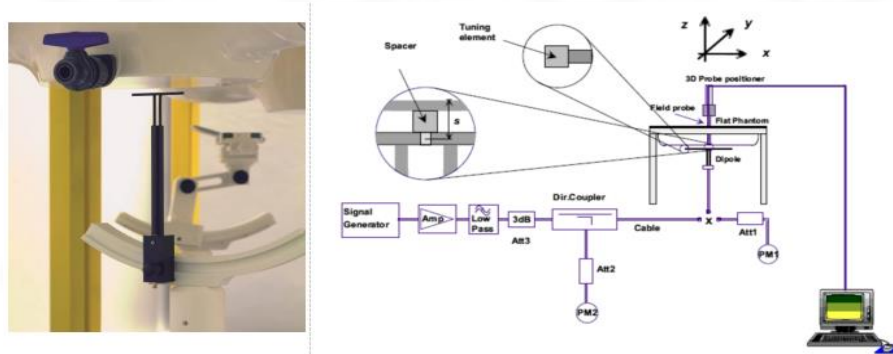 Tuning
element
Spacer
s
z
y
x
3D Probe positioner
Field probe
Flat Phantom
Dipole
Signal
Generator
Amp
Low
Pass
3dB
Att3
Dir.Coupler
Cable
x
Att1
PM1
Att2
PM2